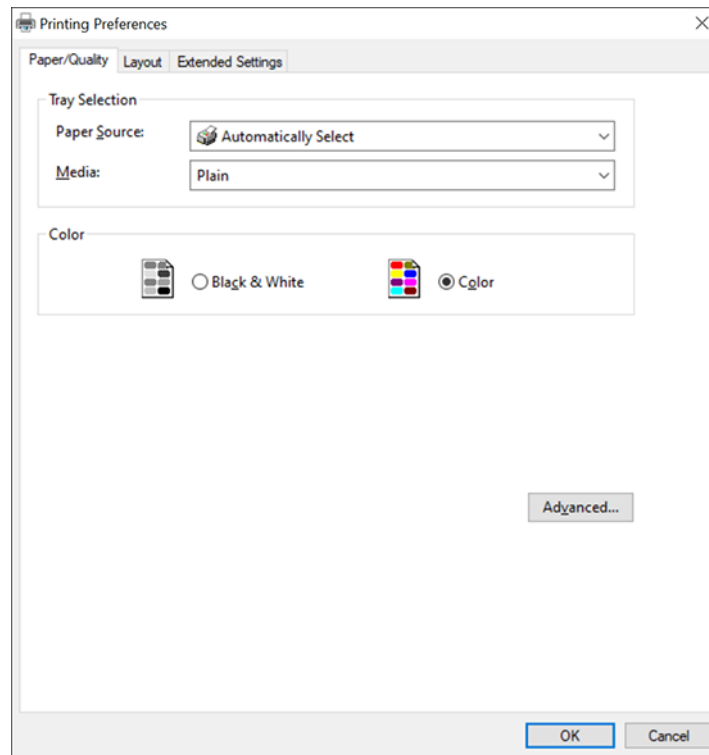 Printing Preferences
Paper/Quality Layout Extended Settings
Tray Selection
Paper Source: Automatically Select
Media: Plain
Color
Black & White Color
Advanced...
OK Cancel